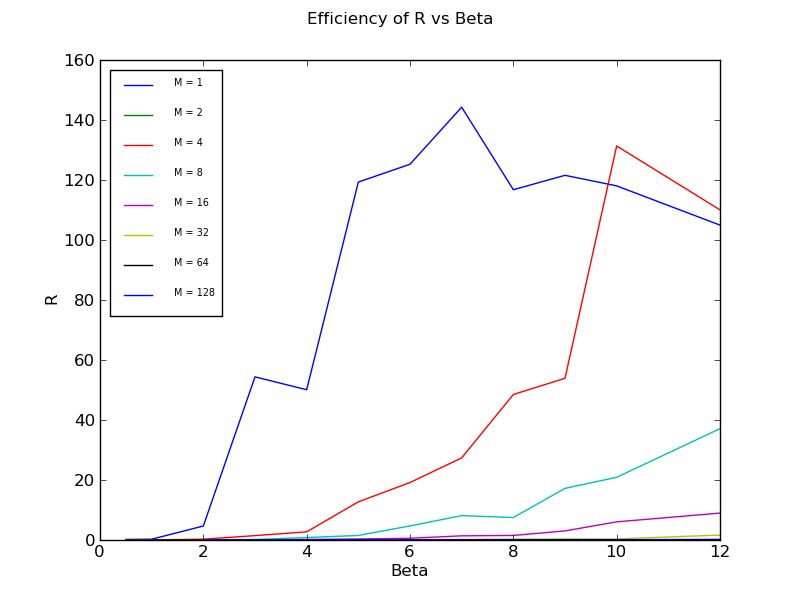 Efficiency of R vs Beta
160
140
120
100
80
60
40
20
0
R
M = 1
M = 2
M = 4
M = 8
M = 16
M = 32
M = 64
M = 128
0 2 4 6 8 10 12
Beta